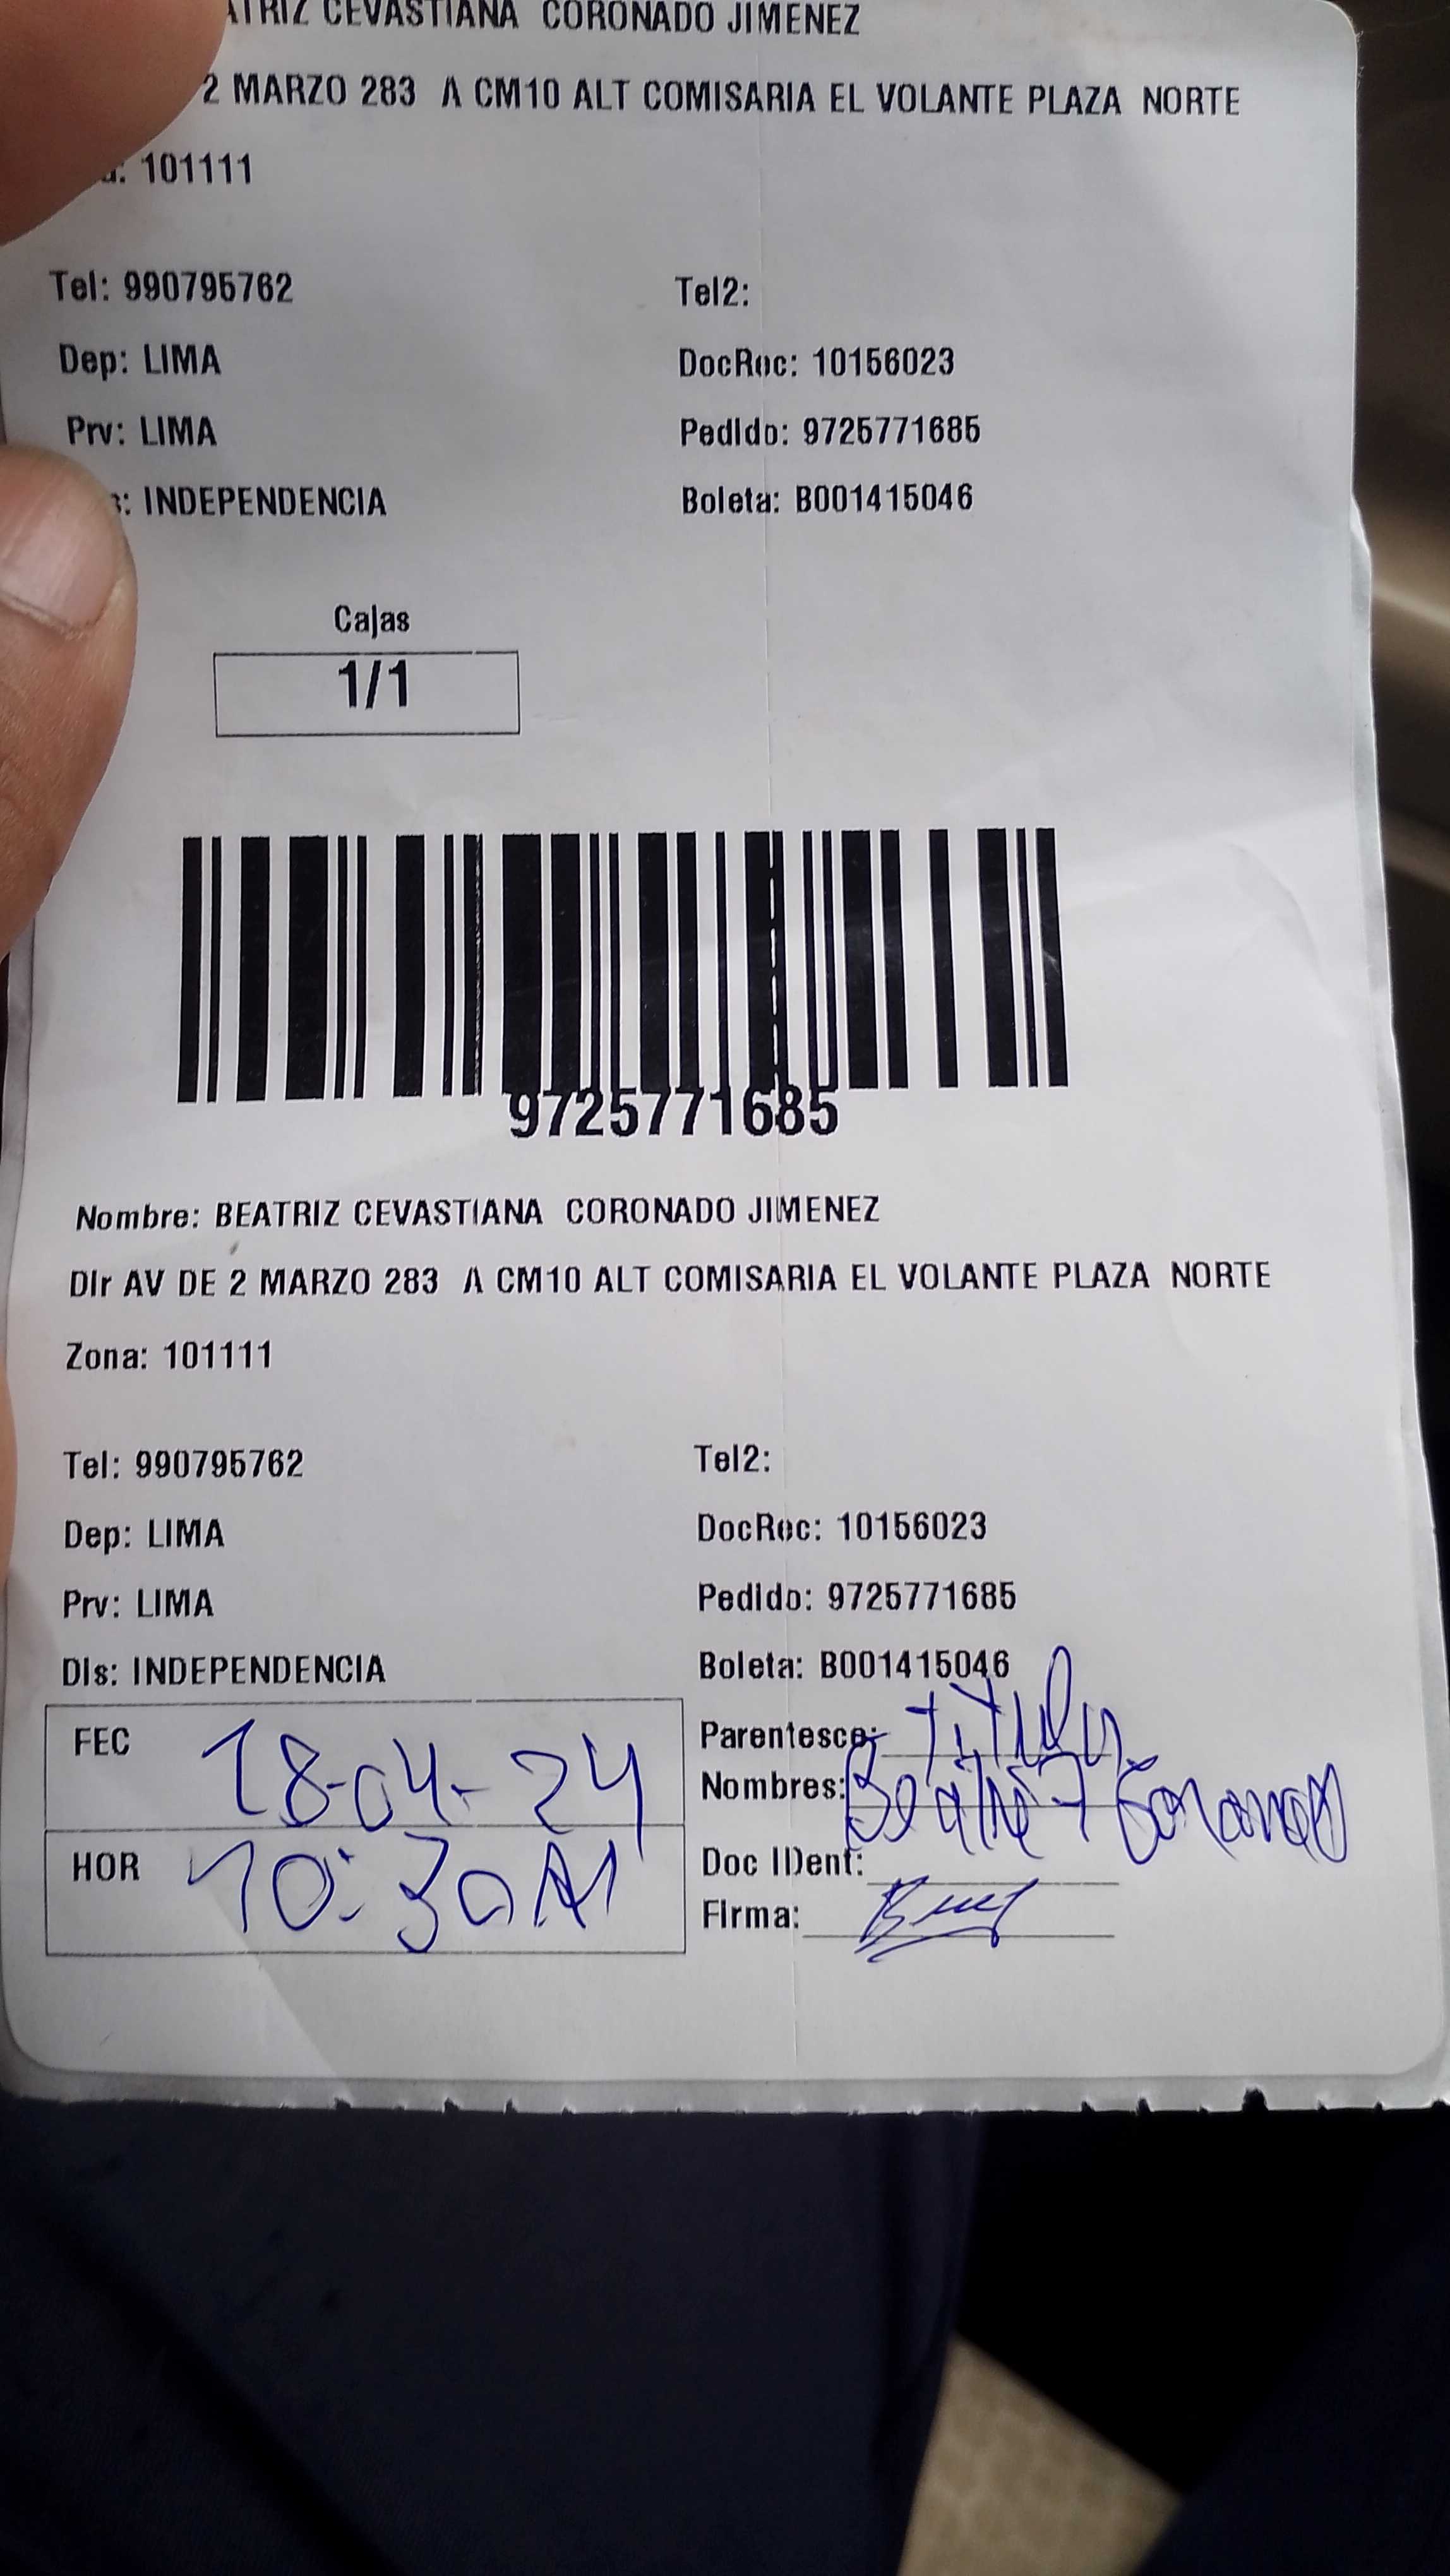 ATRIZ CEVASTIANA CORONADO JIMENEZ
2 MARZO 283 A CM10 ALT COMISARIA EL VOLANTE PLAZA NORTE
a: 101111
Tel: 990795762 Tel2:
Dep: LIMA DocRec: 10156023
Prv: LIMA Pedido: 9725771685
s: INDEPENDENCIA Boleta: B001415046
Cajas
1/1
9725771685
Nombre: BEATRIZ CEVASTIANA CORONADO JIMENEZ
Dir AV DE 2 MARZO 283 A CM10 ALT COMISARIA EL VOLANTE PLAZA NORTE
Zona: 101111
Tel: 990795762 Tel2:
Dep: LIMA DocRec: 10156023
Prv: LIMA Pedido: 9725771685
Dis: INDEPENDENCIA Boleta: B001415046
FEC 18-04-24 Parentesco: titular
Nombres: Beatriz Coronado
HOR 10:30 AM Doc IDent:
Firma: